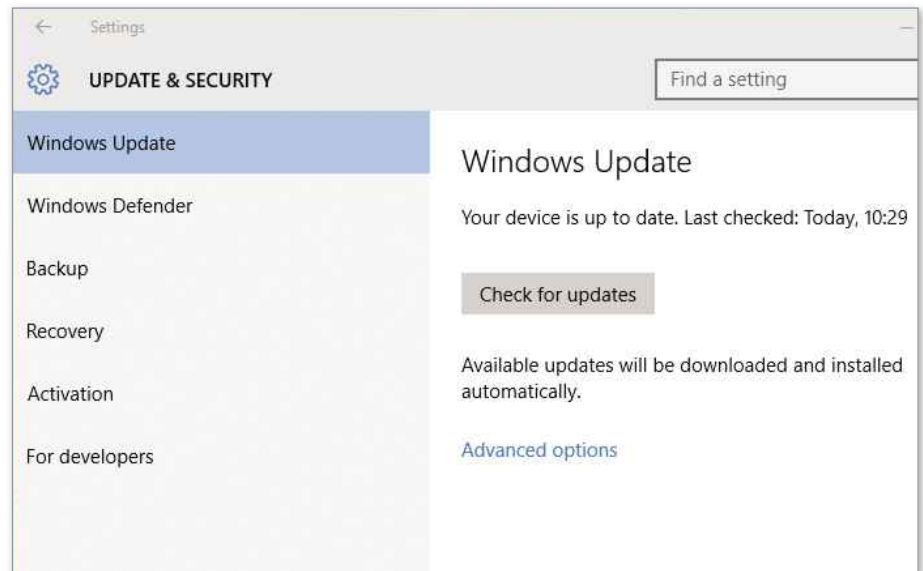 Settings
UPDATE & SECURITY
Find a setting
Windows Update
Windows Defender
Backup
Recovery
Activation
For developers
Windows Update
Your device is up to date. Last checked: Today, 10:29
Check for updates
Available updates will be downloaded and installed
automatically.
Advanced options